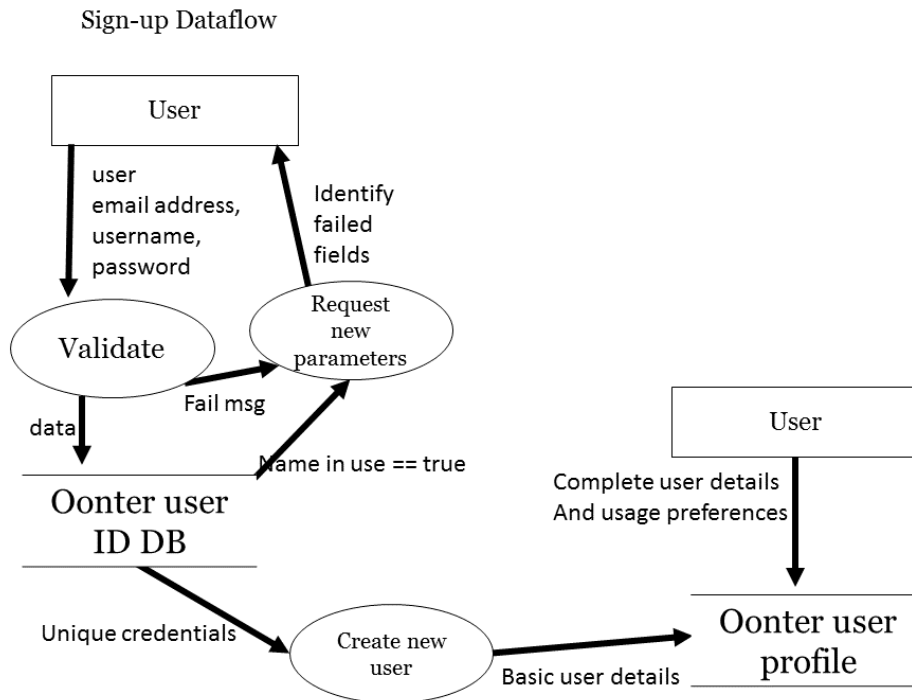 Sign-up Dataflow
User
user
email address,
username,
password
Identify
failed
fields
Request
new
parameters
Validate
Fail msg
data
Name in use == true
Oonter user
ID DB
User
Complete user details
And usage preferences
Unique credentials
Create new
user
Basic user details
Oonter user
profile